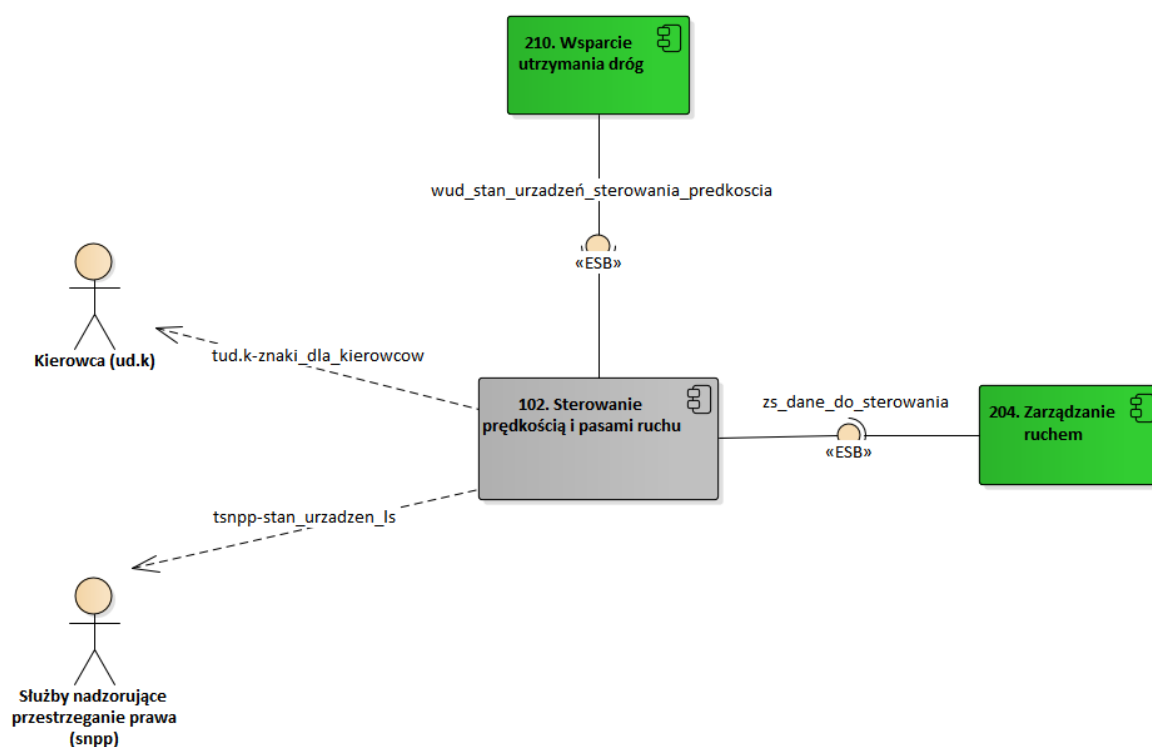 210. Wsparcie
utrzymania dróg
wud_stan_urzadzeń_sterowania_predkoscia
«ESB»
Kierowca (ud.k)
tud.k-znaki_dla_kierowcow
102. Sterowanie
prędkością i pasami ruchu
zs_dane_do_sterowania
«ESB»
204. Zarządzanie
ruchem
tsnpp-stan_urzadzen_ls
Służby nadzorujące
przestrzeganie prawa
(snpp)